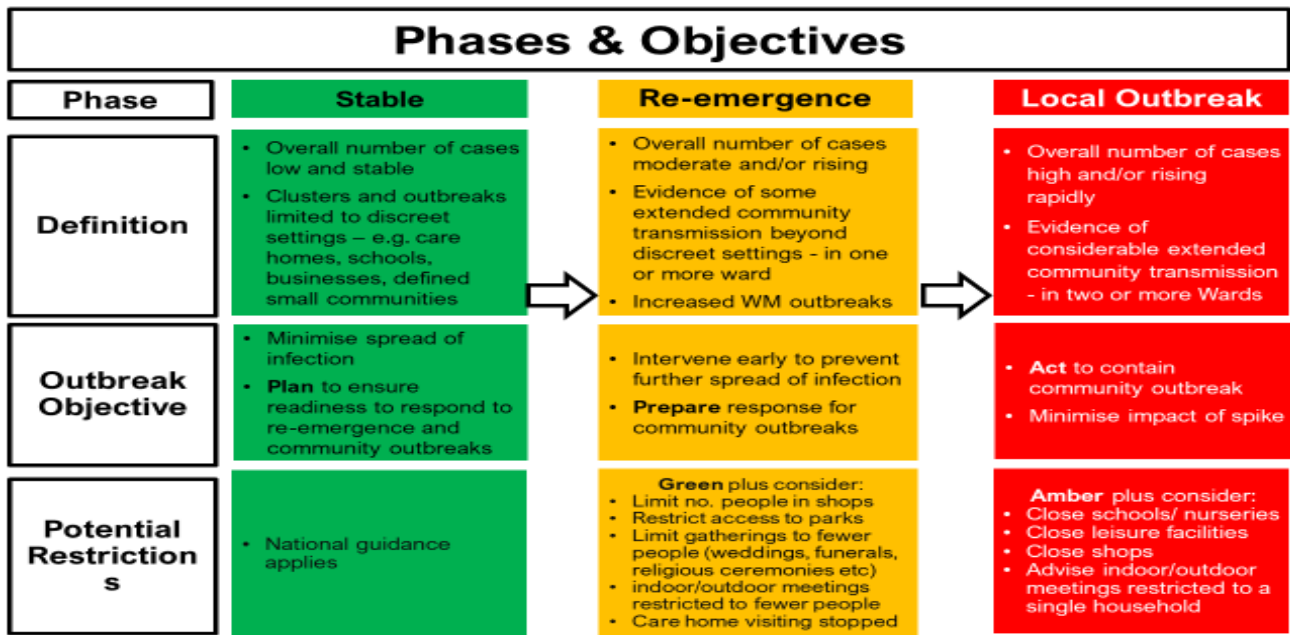 Phases & Objectives
Phase
Stable
Re-emergence
Local Outbreak
Definition
• Overall number of cases
low and stable
• Clusters and outbreaks
limited to discreet
settings – e.g. care
homes, schools,
businesses, defined
small communities
• Overall number of cases
moderate and/or rising
• Evidence of some
extended community
transmission beyond
discreet settings - in one
or more ward
• Increased WM outbreaks
• Overall number of cases
high and/or rising
rapidly
• Evidence of
considerable extended
community transmission
- in two or more Wards
Outbreak
Objective
• Minimise spread of
infection
• Plan to ensure
readiness to respond to
re-emergence and
community outbreaks
• Intervene early to prevent
further spread of infection
• Prepare response for
community outbreaks
• Act to contain
community outbreak
• Minimise impact of spike
Potential
Restriction
s
• National guidance
applies
Green plus consider:
• Limit no. people in shops
• Restrict access to parks
• Limit gatherings to fewer
people (weddings, funerals,
religious ceremonies etc)
• indoor/outdoor meetings
restricted to fewer people
• Care home visiting stopped
Amber plus consider:
• Close schools/ nurseries
• Close leisure facilities
• Close shops
• Advise indoor/outdoor
meetings restricted to a
single household